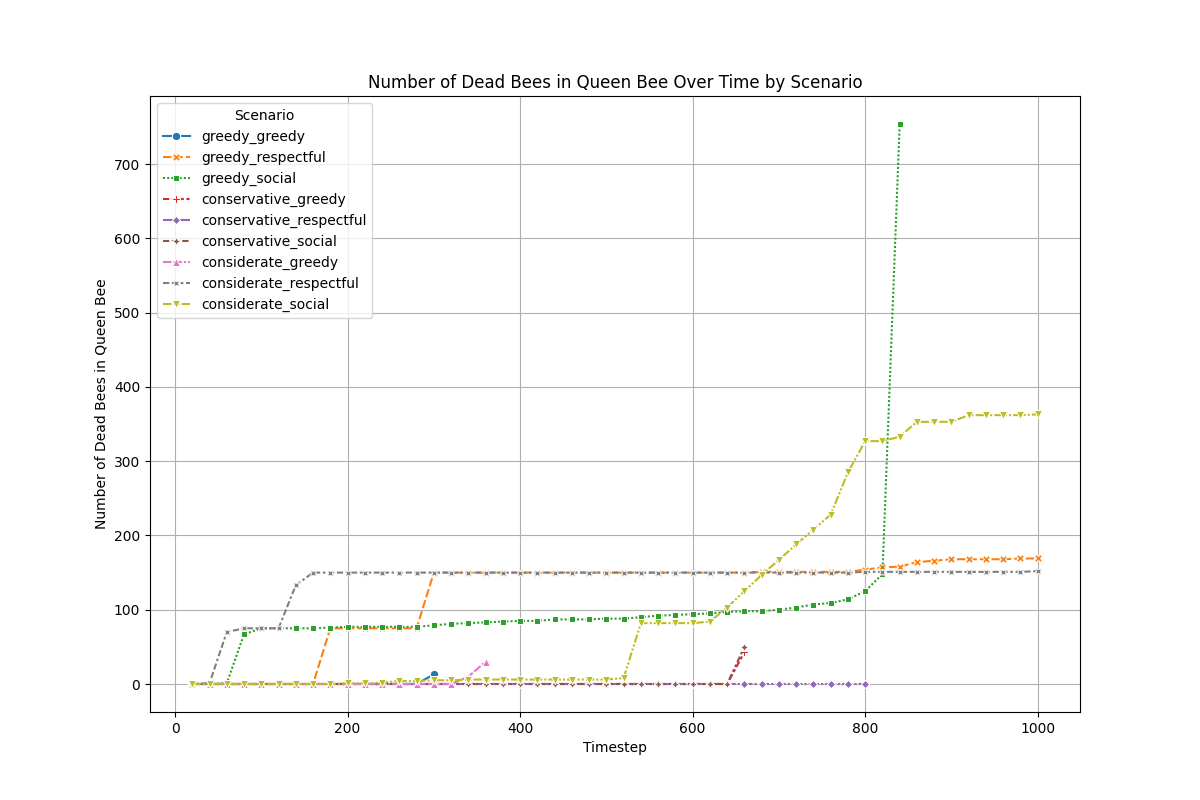 Number of Dead Bees in Queen Bee Over Time by Scenario
Scenario
greedy_greedy
greedy_respectful
greedy_social
conservative_greedy
conservative_respectful
conservative_social
considerate_greedy
considerate_respectful
considerate_social
Number of Dead Bees in Queen Bee
700
600
500
400
300
200
100
0
0 200 400 600 800 1000
Timestep